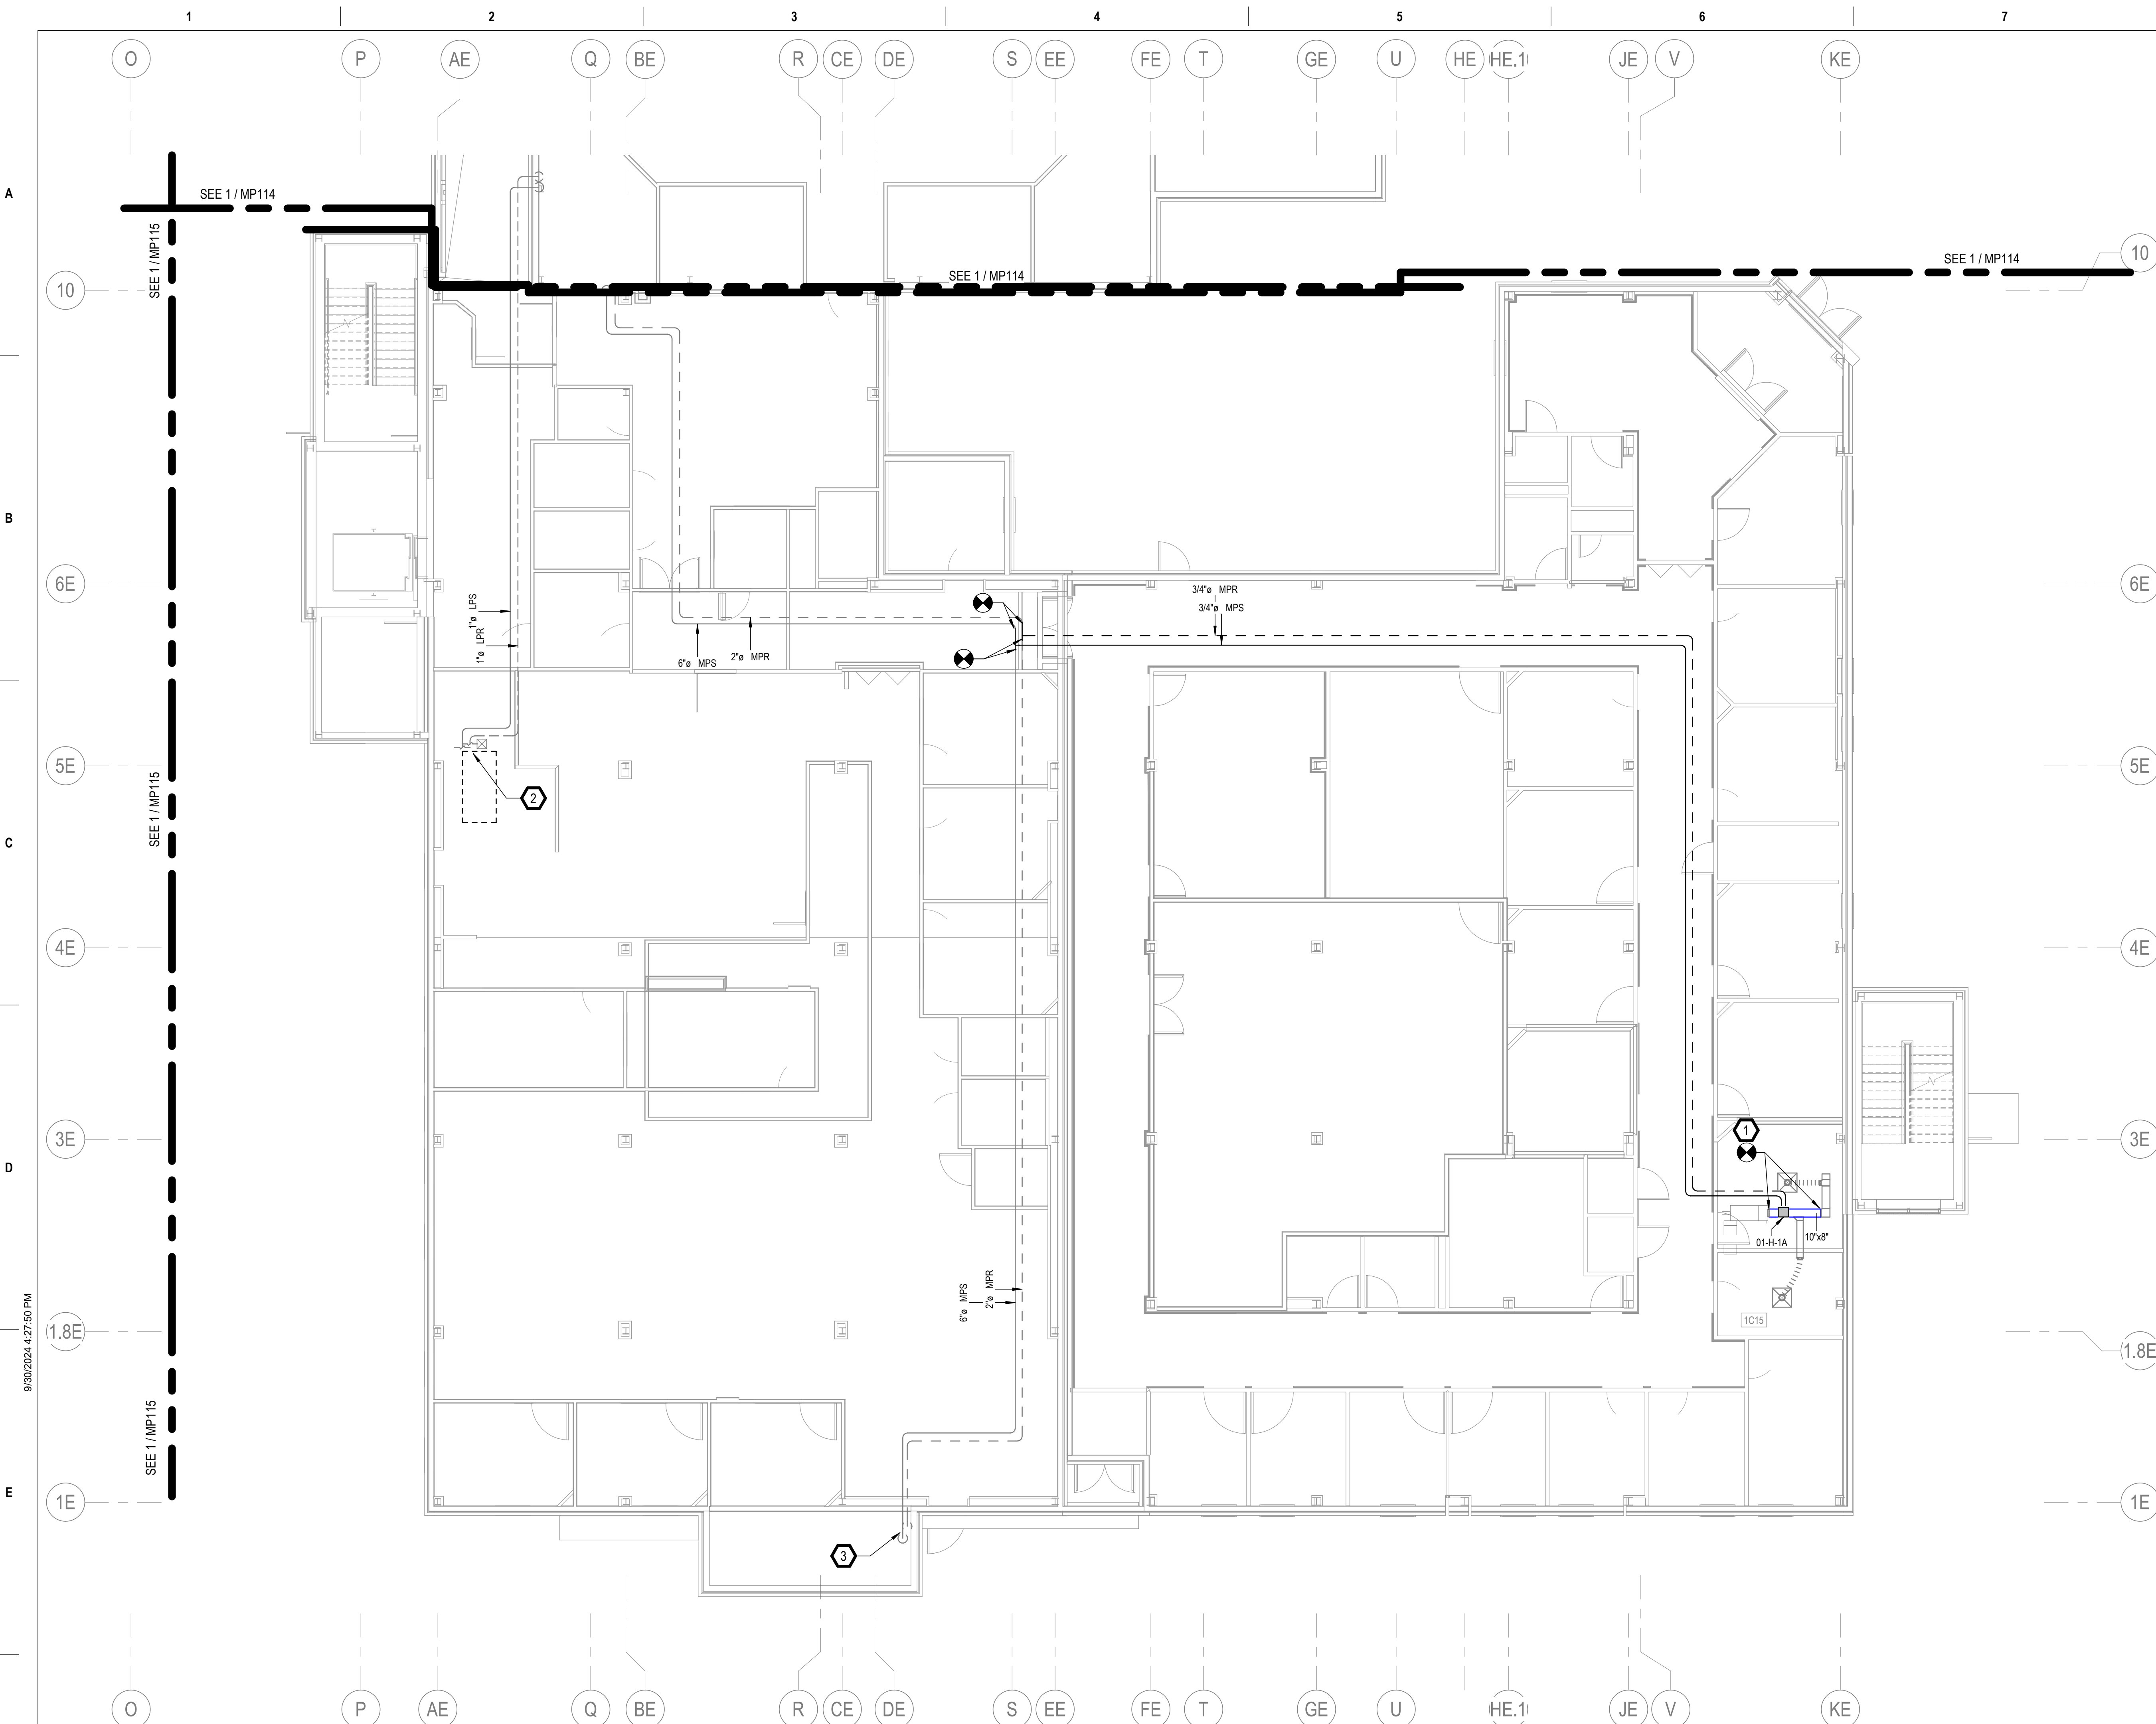 1 2 3 4 5 6 7
O P AE Q BE R CE DE S EE FE T GE U HE HE.1 JE V KE
A
SEE 1 / MP114
SEE 1 / MP115
SEE 1 / MP114
SEE 1 / MP114
10
10
B
6E
6E
1"ø LPS
1"ø LPR
6"ø MPS
2"ø MPR
3/4"ø MPR
3/4"ø MPS
5E
5E
2
SEE 1 / MP115
C
4E
4E
3E
3E
1
D
01-H-1A
10"x8"
6"ø MPS
2"ø MPR
1C15
1.8E
1.8E
9/30/2024 4:27:50 PM
SEE 1 / MP115
E
1E
1E
3
O P AE Q BE R CE DE S EE FE T GE U HE.1 JE V KE